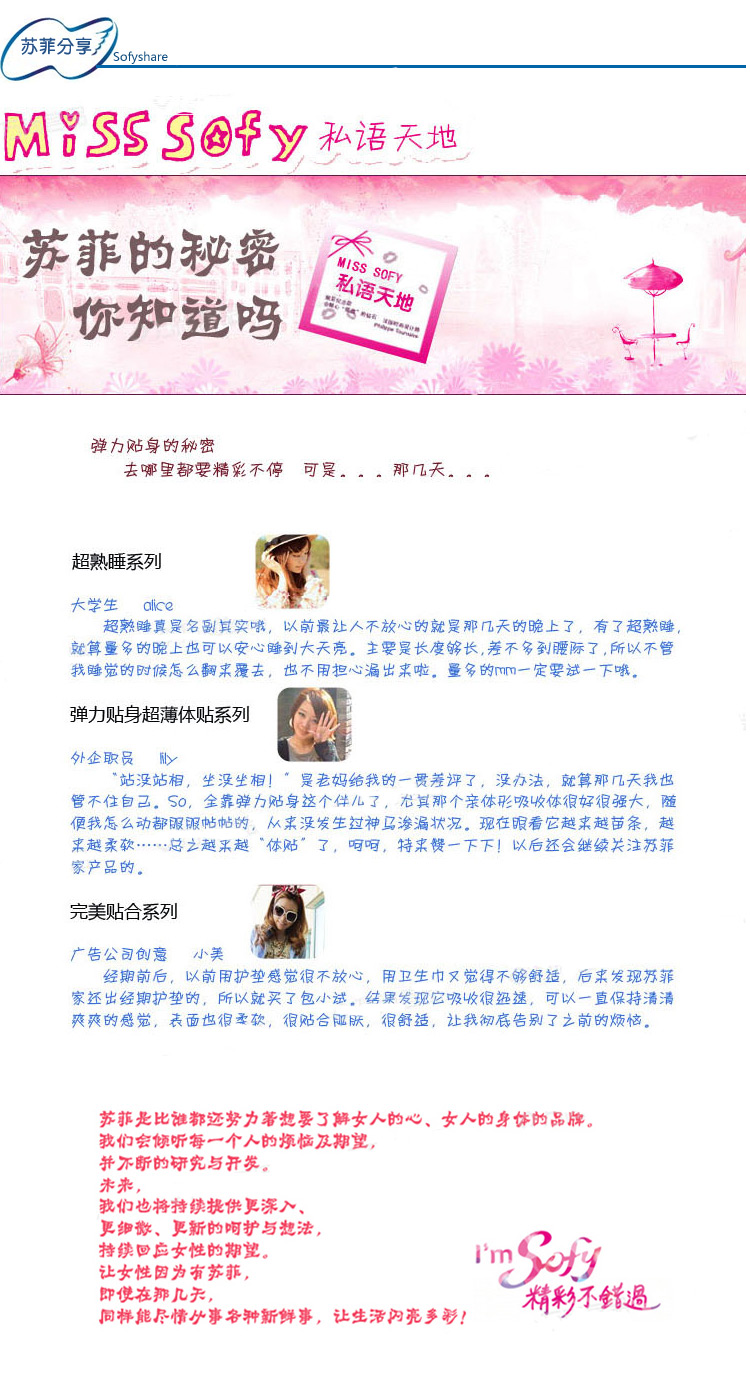 苏菲分享
Sofyshare
Miss Sofy 私语天地
苏菲的秘密
你知道吗
MISS SOFY
私语天地
Philippe Tournaire
弹力贴身的秘密
去哪里都要精彩不停 可是。。。那几天。。。
超熟睡系列
大学生 alice
超熟睡真是名副其实哦，以前最让人不放心的就是那几天的晚上了，有了超熟睡，
就算量多的晚上也可以安心睡到大天亮。主要是长度够长，差不多到腰际了，所以不管
我睡觉的时候怎么翻来覆去，也不用担心漏出来啦。量多的mm一定要试一下哦。
弹力贴身超薄体贴系列
外企职员 lily
“站没站相，坐没坐相！”是老妈给我的一贯差评了，没办法，就算那几天我也
管不住自己。So，全靠弹力贴身这个伴儿了，尤其那个亲体形吸收体很好很强大，随
便我怎么动都服服帖帖的，从来没发生过神马渗漏状况。现在眼看它越来越苗条，越
来越柔软……总之越来越“体贴”了，呵呵，特来赞一下下！以后还会继续关注苏菲
家产品的。
完美贴合系列
广告公司创意 小美
经期前后，以前用护垫感觉很不放心，用卫生巾又觉得不够舒适，后来发现苏菲
家还出经期护垫的，所以就买了包小试。结果发现它吸收很迅速，可以一直保持清清
爽爽的感觉，表面也很柔软，很贴合肌肤，很舒适，让我彻底告别了之前的烦恼。
苏菲是比谁都还努力着想要了解女人的心、女人的身体的品牌。
我们会倾听每一个人的烦恼及期望，
并不断的研究与开发。
未来，
我们也将持续提供更深入、
更细微、更新的呵护与想法，
持续回应女性的期望。
让女性因为有苏菲，
即使在那几天，
同样能尽情从事各种新鲜事，让生活闪亮多彩！
I'm Sofy
精彩不錯過